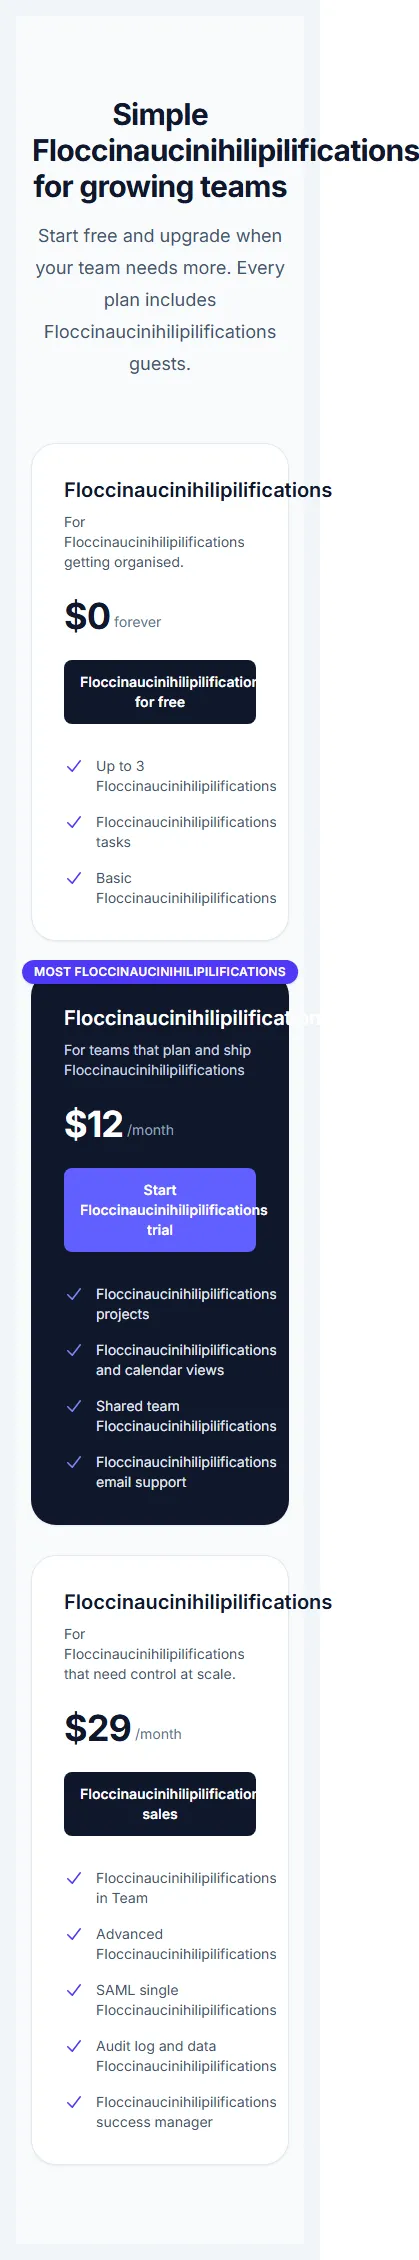 Simple
Floccinaucinihilipilifications
for growing teams
Start free and upgrade when
your team needs more. Every
plan includes
Floccinaucinihilipilifications
guests.
Floccinaucinihilipilifications
For
Floccinaucinihilipilifications
getting organised.
$0 forever
Floccinaucinihilipilification
for free
Up to 3
Floccinaucinihilipilifications
Floccinaucinihilipilifications
tasks
Basic
Floccinaucinihilipilifications
MOST FLOCCINAUCINIHILIPILIFICATIONS
Floccinaucinihilipilification
For teams that plan and ship
Floccinaucinihilipilifications
$12 /month
Start
Floccinaucinihilipilifications
trial
Floccinaucinihilipilifications
projects
Floccinaucinihilipilifications
and calendar views
Shared team
Floccinaucinihilipilifications
Floccinaucinihilipilifications
email support
Floccinaucinihilipilifications
For
Floccinaucinihilipilifications
that need control at scale.
$29 /month
Floccinaucinihilipilification
sales
Floccinaucinihilipilifications
in Team
Advanced
Floccinaucinihilipilifications
SAML single
Floccinaucinihilipilifications
Audit log and data
Floccinaucinihilipilifications
Floccinaucinihilipilifications
success manager